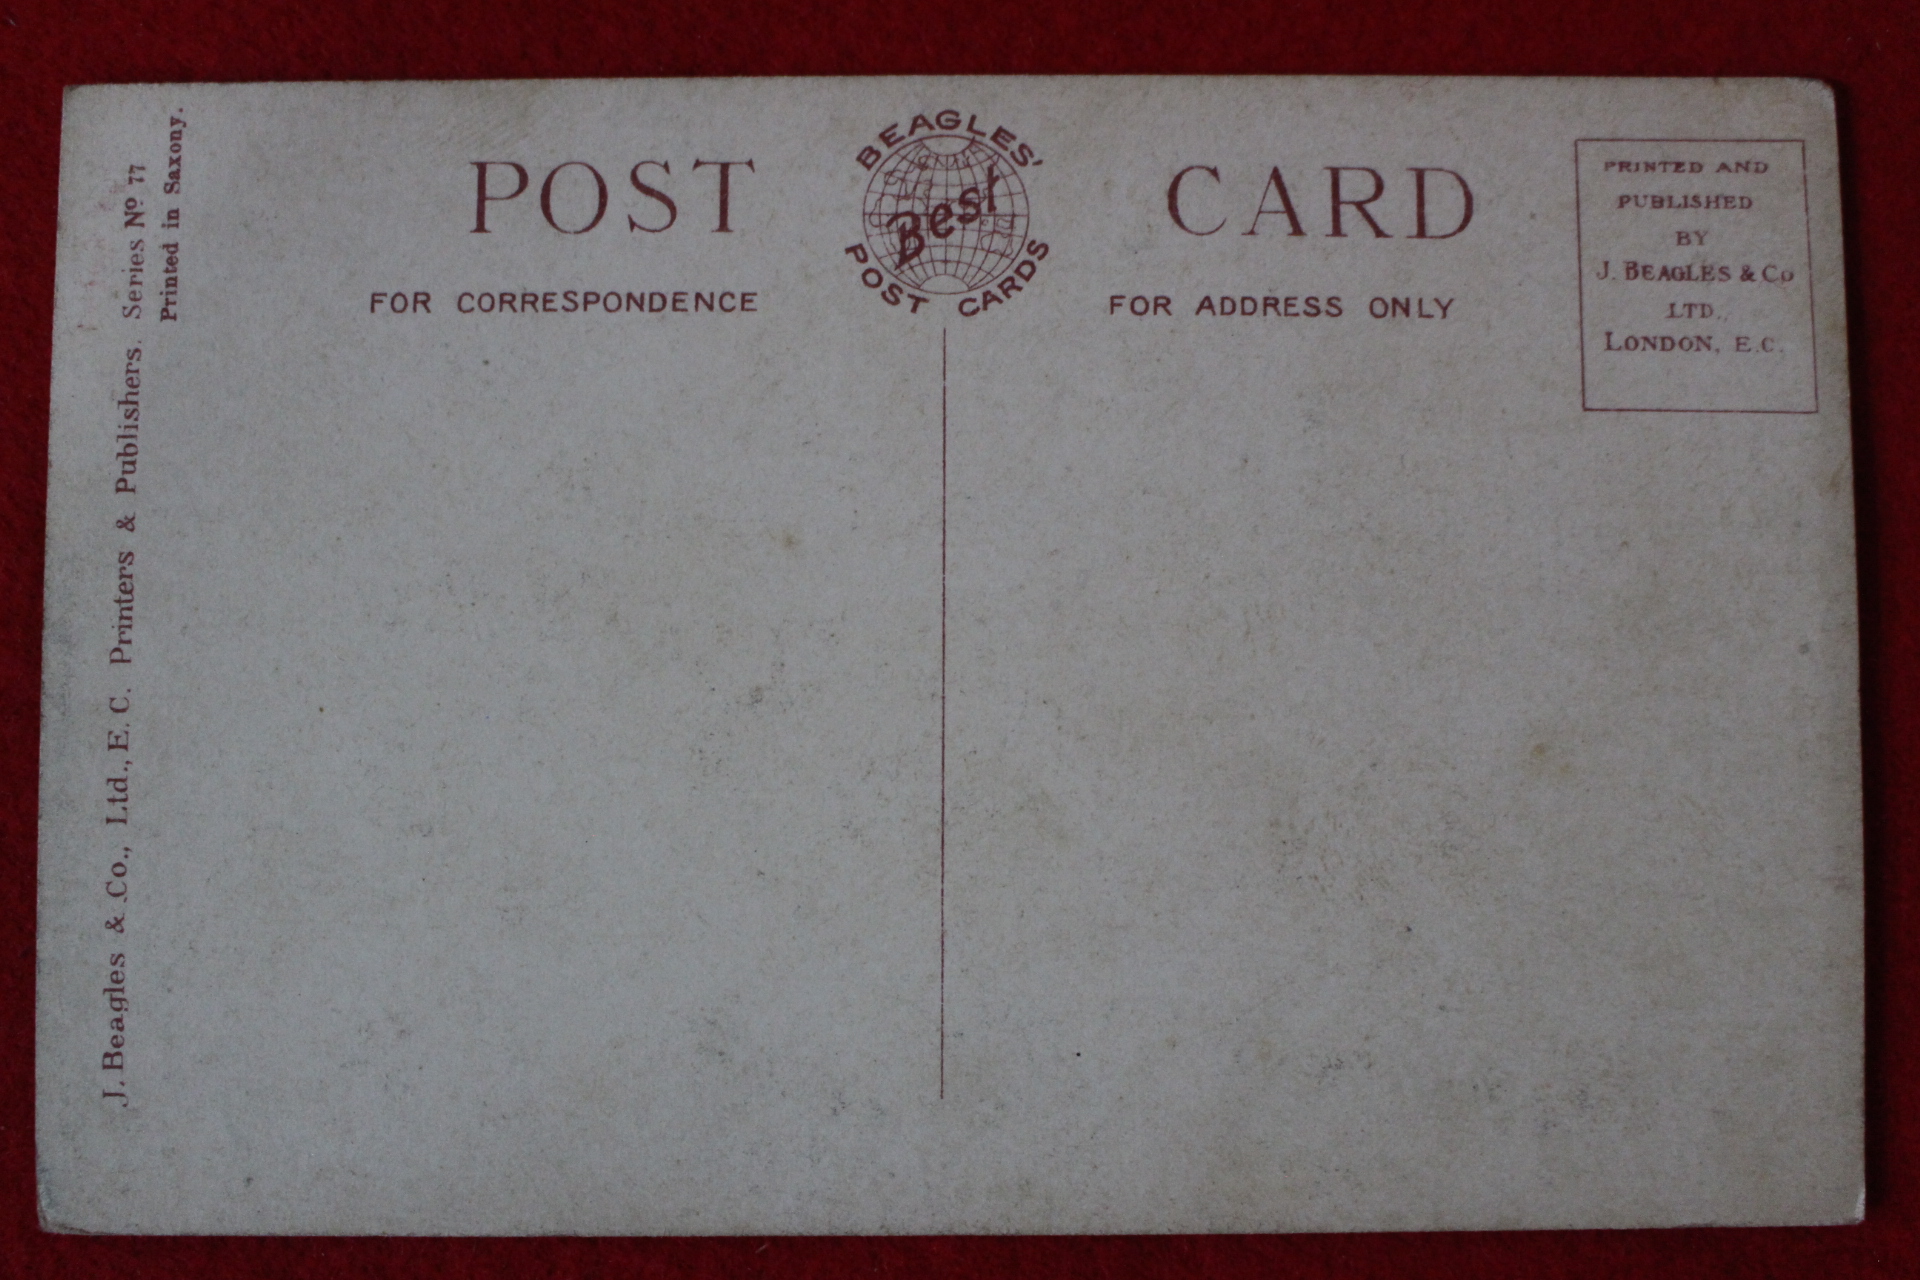 POST CARD
BEAGLES'
Best
POST CARDS
FOR CORRESPONDENCE
FOR ADDRESS ONLY
PRINTED AND
PUBLISHED
BY
J. BEAGLES & Co
LTD.,
LONDON, E.C.
J. Beagles & Co., Ltd., E. C. Printers & Publishers. Series No. 77
Printed in Saxony.